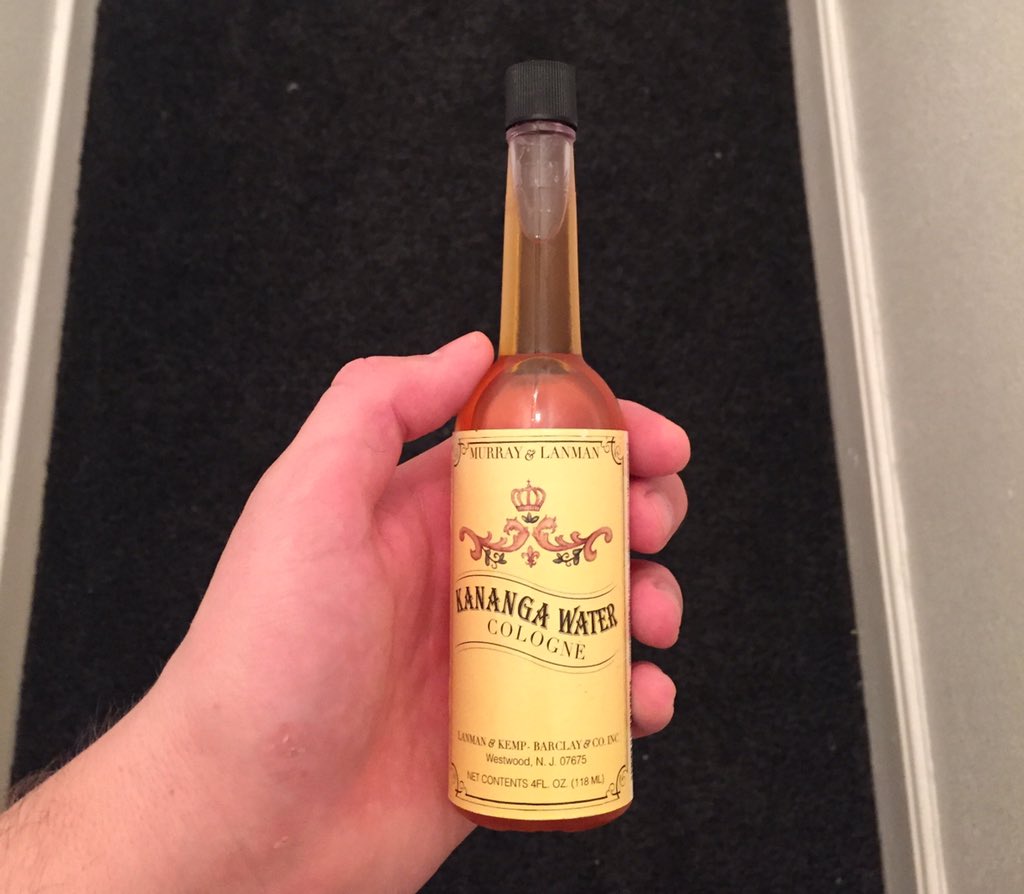 MURRAY & LANMAN
KANANGA WATER
COLOGNE
LANMAN & KEMP - BARCLAY & CO. INC.
Westwood, N. J. 07675
NET CONTENTS 4FL. OZ. (118 ML)